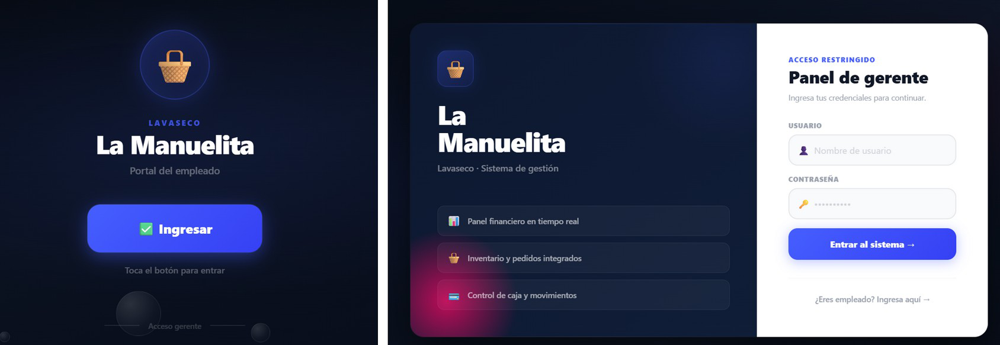 LAVASECO
La Manuelita
Portal del empleado
Ingresar
Toca el botón para entrar
Acceso gerente
La
Manuelita
Lavaseco · Sistema de gestión
Panel financiero en tiempo real
Inventario y pedidos integrados
Control de caja y movimientos
ACCESO RESTRINGIDO
Panel de gerente
Ingresa tus credenciales para continuar.
USUARIO
Nombre de usuario
CONTRASEÑA
••••••••••
Entrar al sistema →
¿Eres empleado? Ingresa aquí →